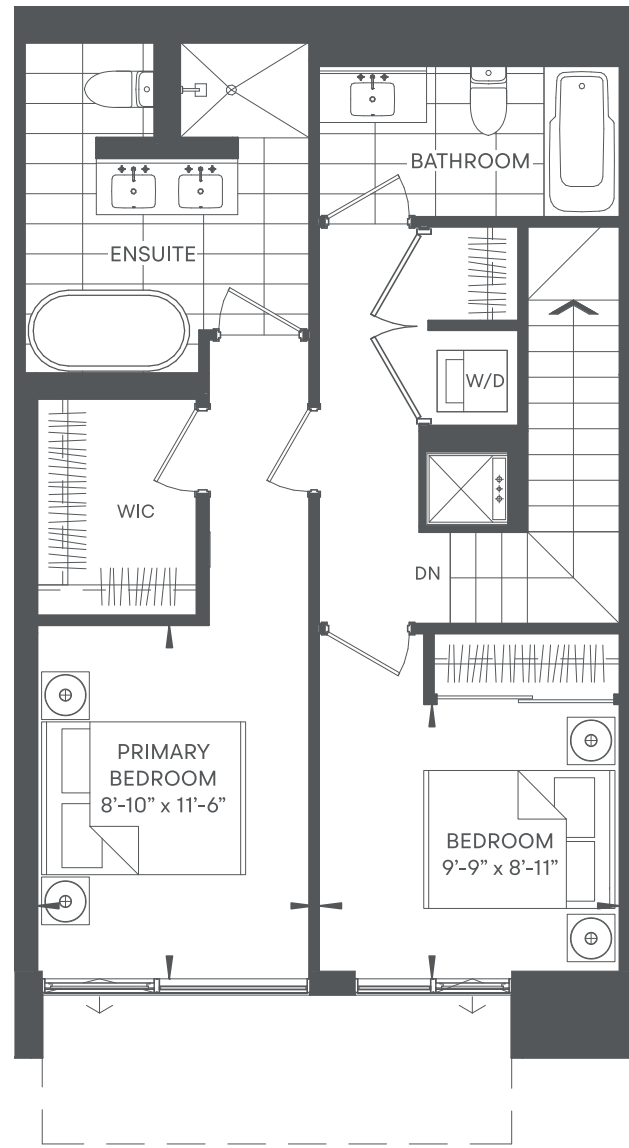 BATHROOM
ENSUITE
W/D
WIC
DN
PRIMARY
BEDROOM
8'-10” x 11'-6”
BEDROOM
9'-9” x 8'-11”